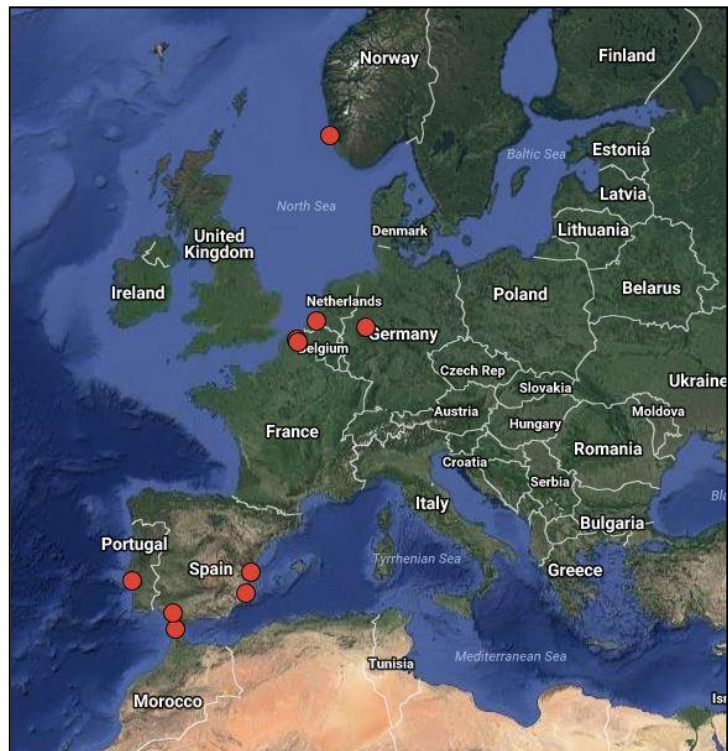 Norway
Finland
Baltic Sea
Estonia
North Sea
Latvia
Denmark
Lithuania
United
Kingdom
Ireland
Belarus
Poland
Netherlands
Germany
Belgium
Czech Rep
Ukraine
Slovakia
Austria
Moldova
Hungary
France
Romania
Croatia
Serbia
Italy
Bla
Bulgaria
Portugal
Tyrrhenian Sea
Spain
Greece
Mediterranean Sea
Tunisia
Morocco
Isr